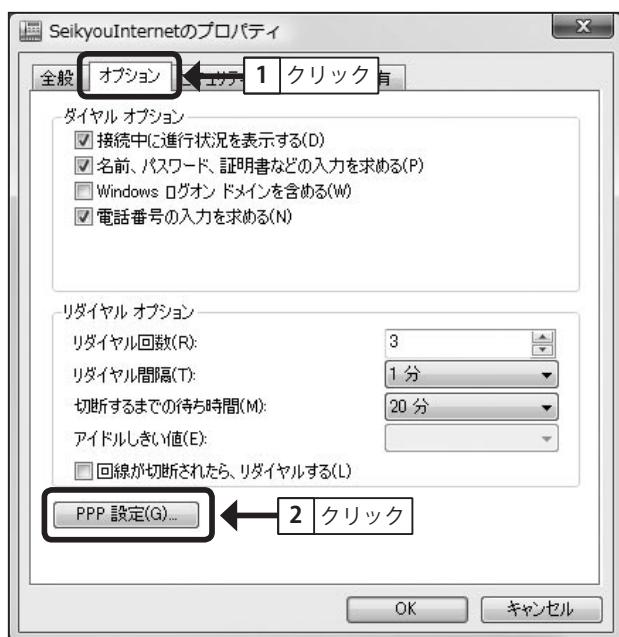 SeikyouInternetのプロパティ
全般 オプション 1 クリック 有
ダイヤル オプション
接続中に進行状況を表示する(D)
名前、パスワード、証明書などの入力を求める(P)
Windows ログオン ドメインを含める(W)
電話番号の入力を求める(N)
リダイヤル オプション
リダイヤル回数(R): 3
リダイヤル間隔(T): 1 分
切断するまでの待ち時間(M): 20 分
アイドルしきい値(E):
回線が切断されたら、リダイヤルする(L)
PPP 設定(G)... 2 クリック
OK キャンセル